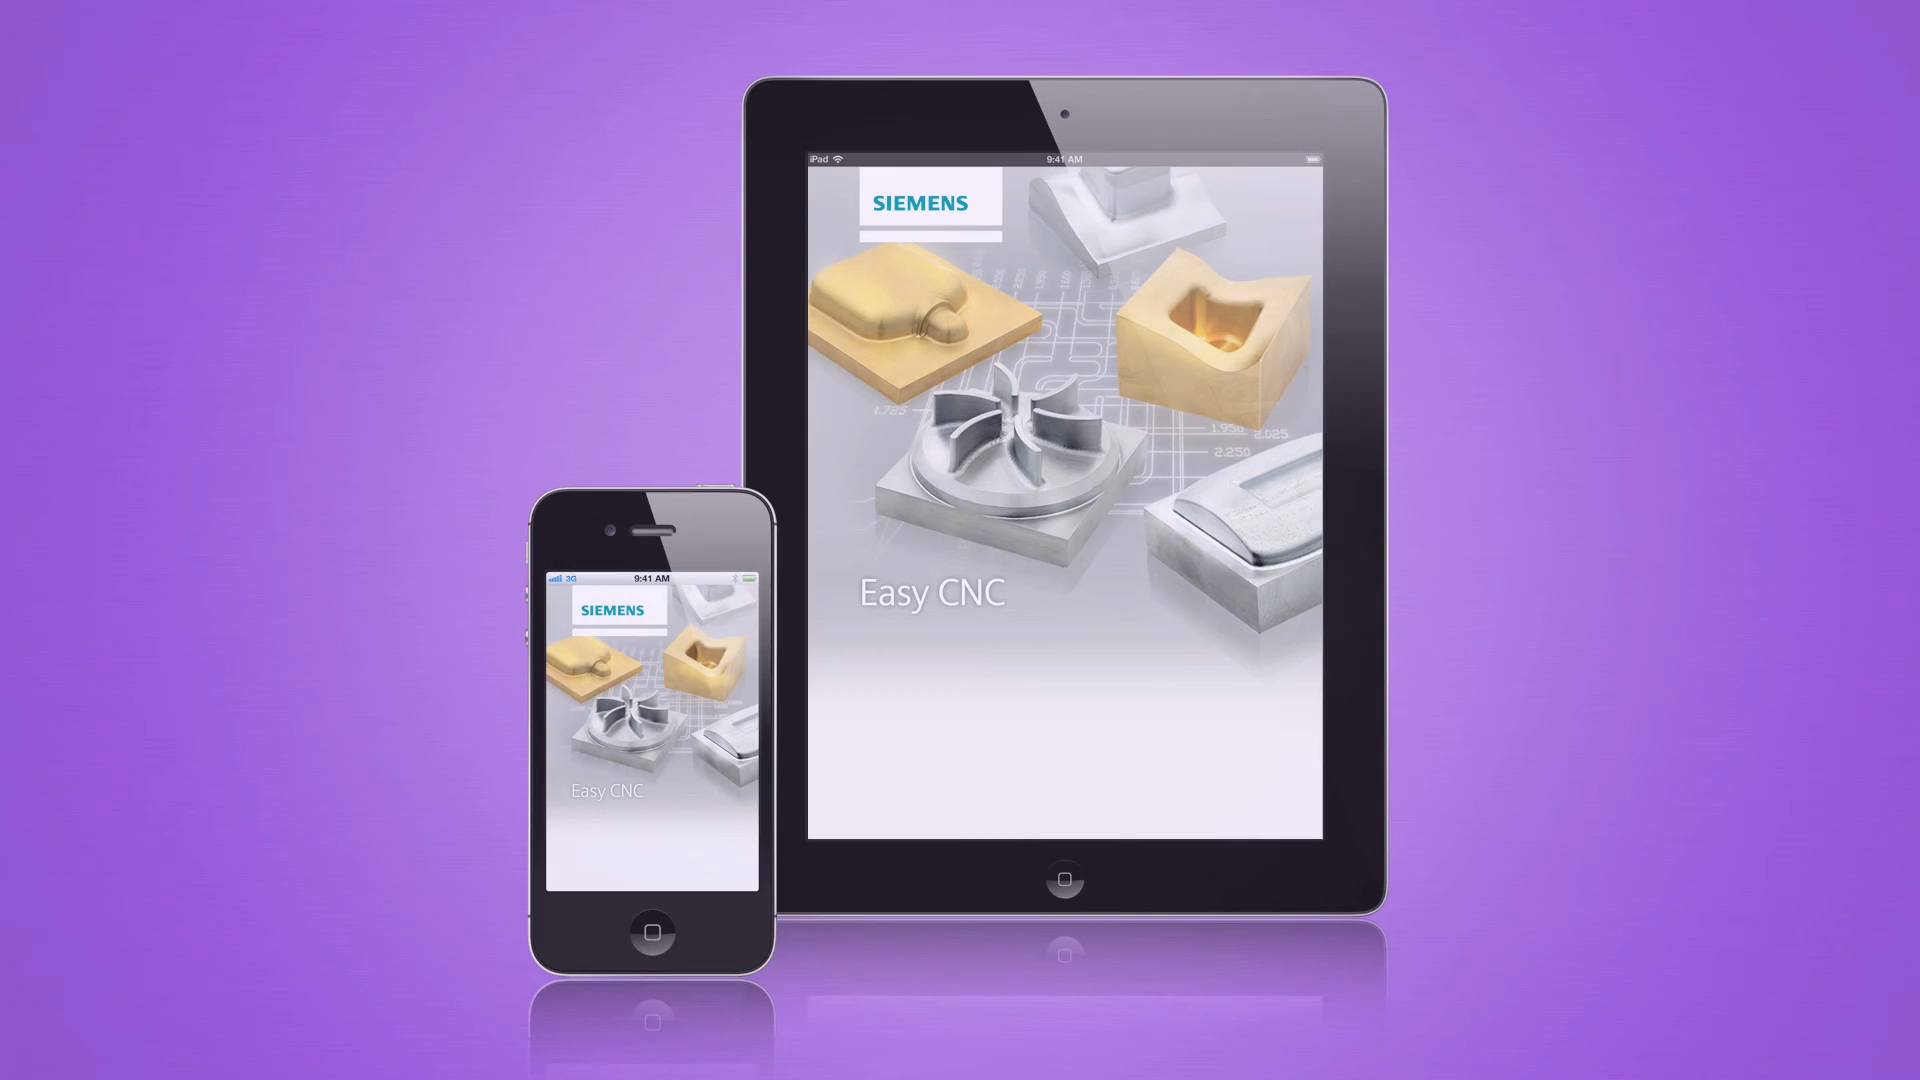 iPad 9:41 AM
SIEMENS
1.725
1.950
2.025
2.250
Easy CNC
3G 9:41 AM
SIEMENS
Easy CNC